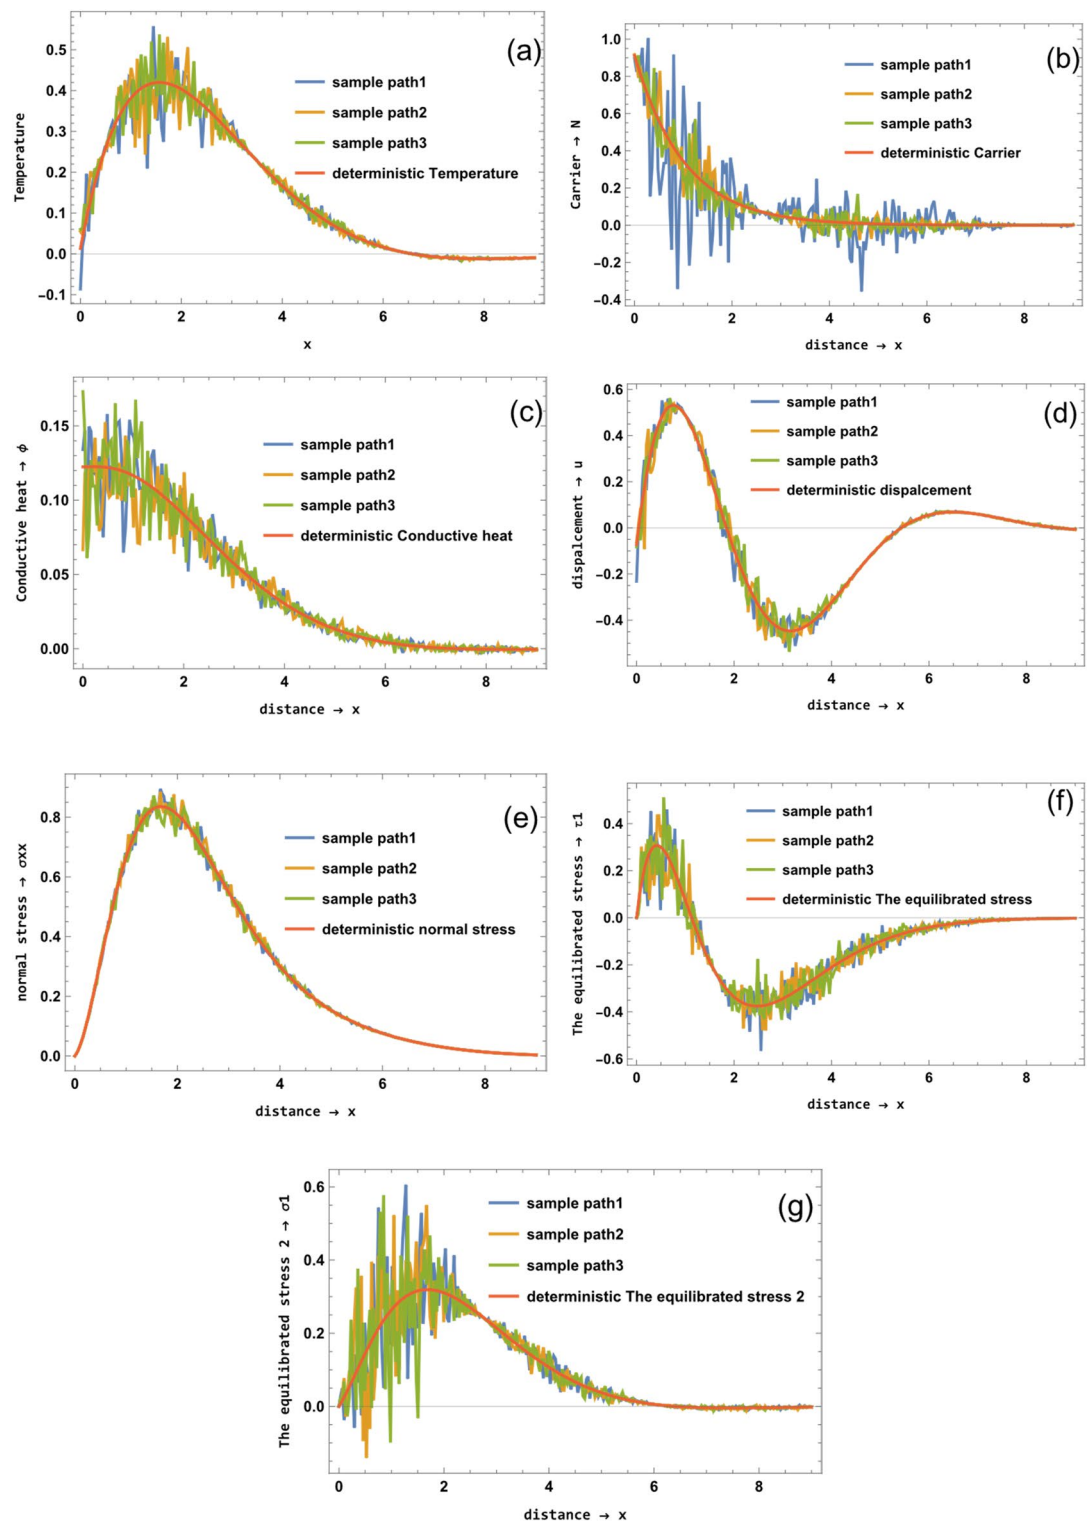 (a)
Temperature
0.5
0.4
0.3
0.2
0.1
0.0
-0.1
sample path1
sample path2
sample path3
deterministic Temperature
0 2 4 6 8
x
(b)
Carrier → N
1.0
0.8
0.6
0.4
0.2
0.0
-0.2
-0.4
sample path1
sample path2
sample path3
deterministic Carrier
0 2 4 6 8
distance → x
(c)
Conductive heat → ϕ
0.15
0.10
0.05
0.00
sample path1
sample path2
sample path3
deterministic Conductive heat
0 2 4 6 8
distance → x
(d)
dispalcement → u
0.6
0.4
0.2
0.0
-0.2
-0.4
sample path1
sample path2
sample path3
deterministic dispalcement
0 2 4 6 8
distance → x
(e)
normal stress → σxx
0.8
0.6
0.4
0.2
0.0
sample path1
sample path2
sample path3
deterministic normal stress
0 2 4 6 8
distance → x
(f)
The equilibrated stress → τ1
0.4
0.2
0.0
-0.2
-0.4
-0.6
sample path1
sample path2
sample path3
deterministic The equilibrated stress
0 2 4 6 8
distance → x
(g)
The equilibrated stress 2 → σ1
0.6
0.4
0.2
0.0
sample path1
sample path2
sample path3
deterministic The equilibrated stress 2
0 2 4 6 8
distance → x